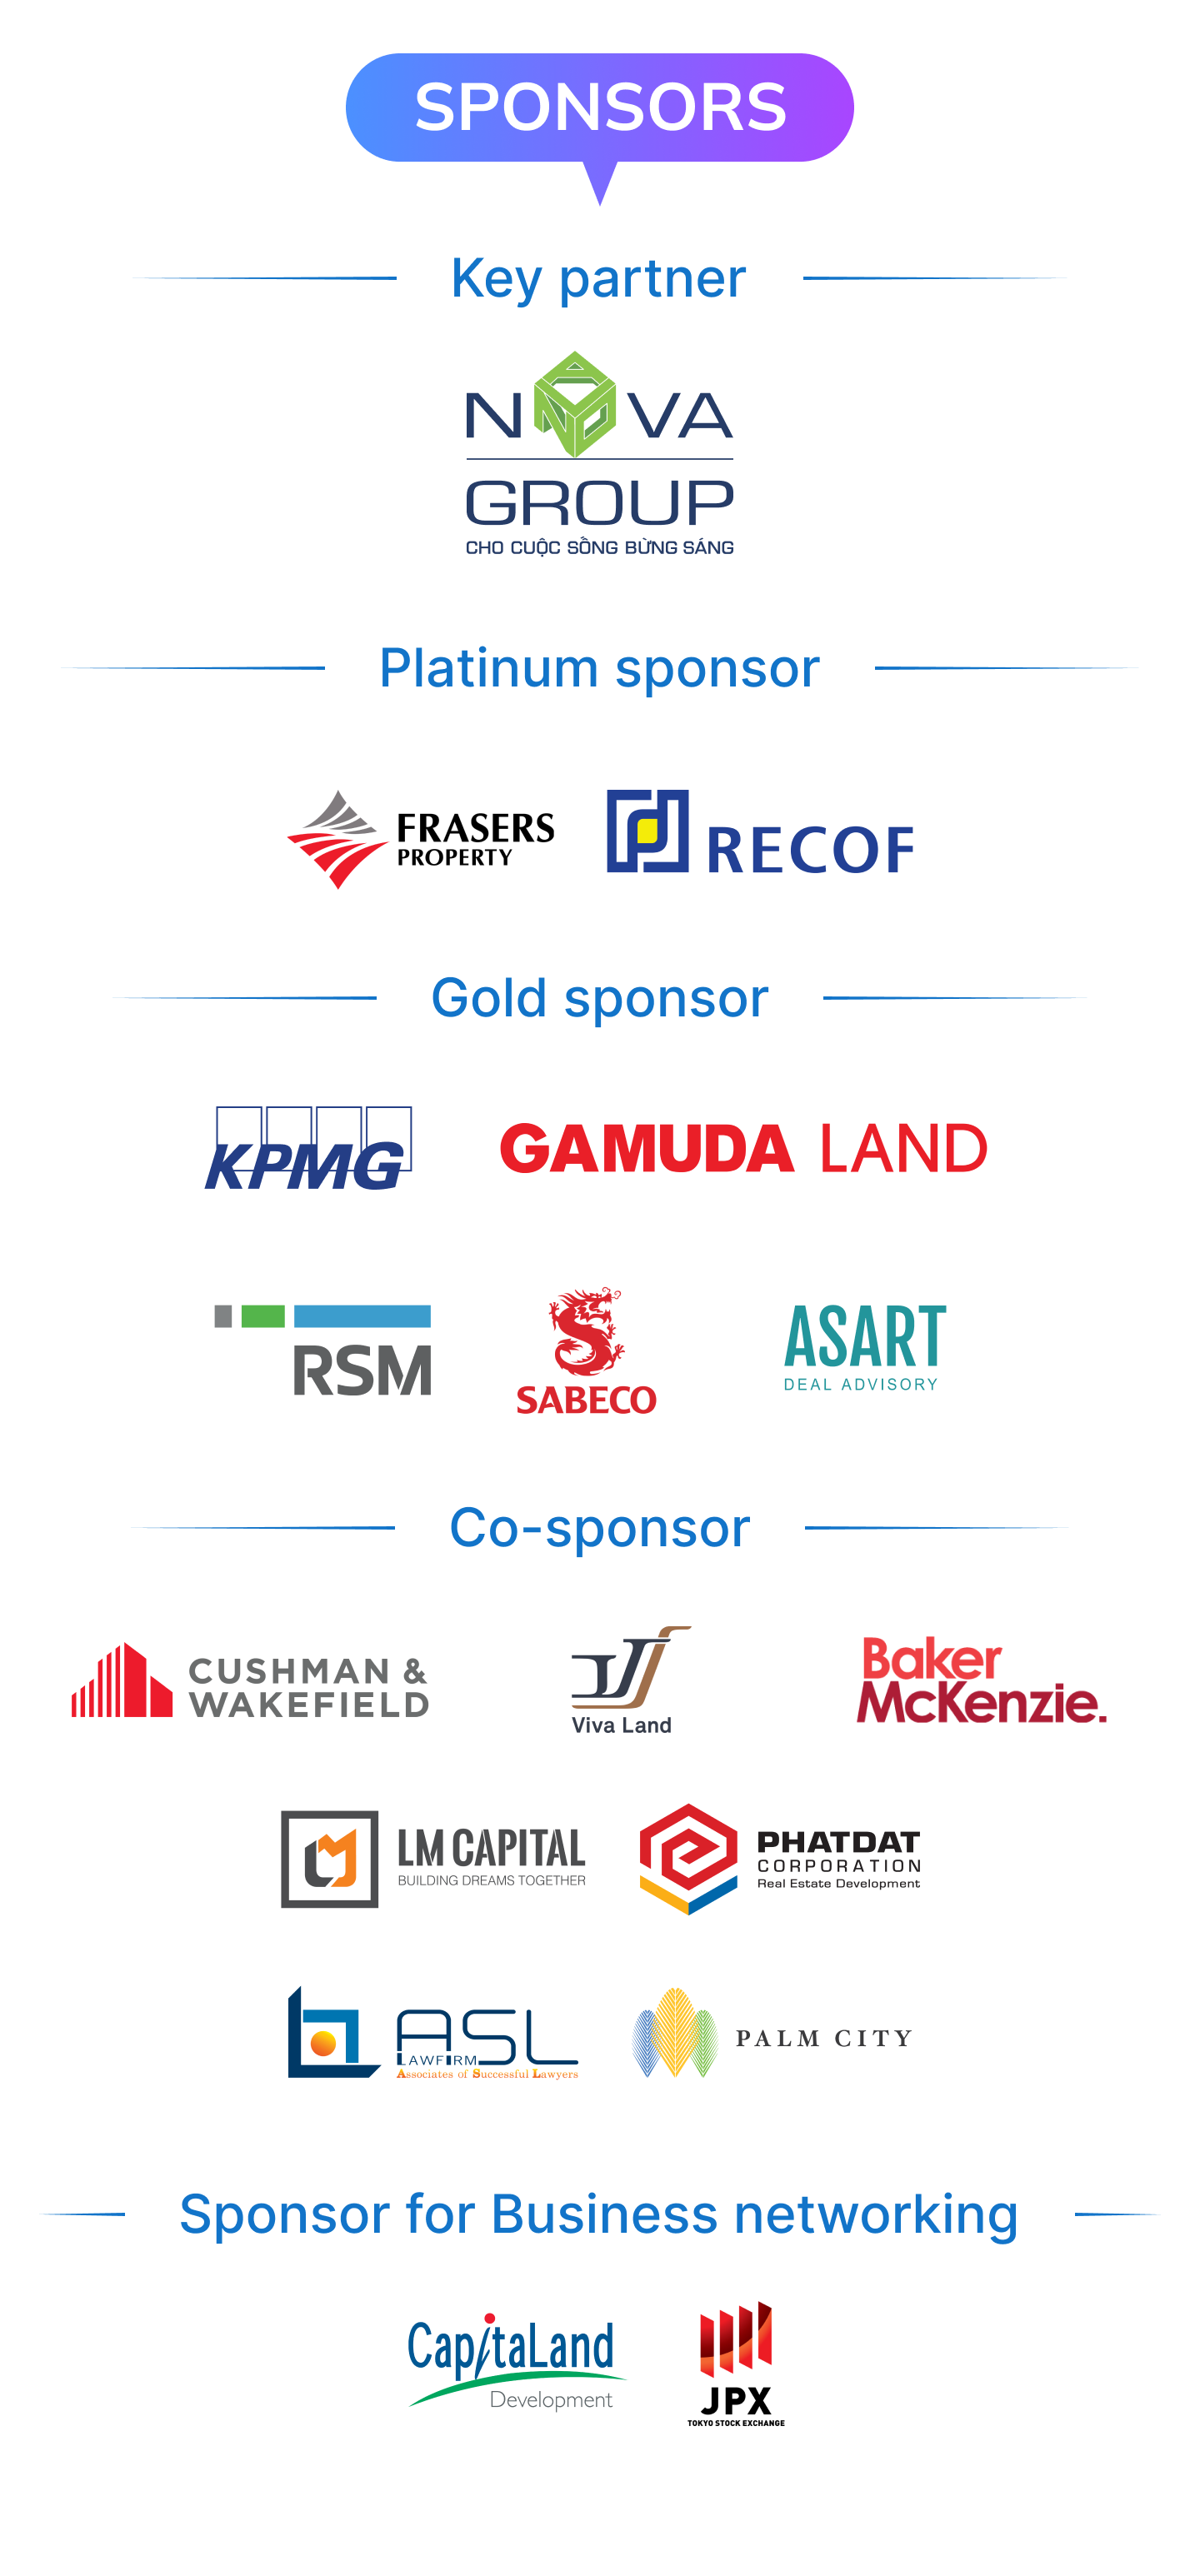 SPONSORS
Key partner
NOVA
GROUP
CHO CUỘC SỐNG BỪNG SÁNG
Platinum sponsor
FRASERS
PROPERTY
RECOF
Gold sponsor
KPMG
GAMUDA LAND
RSM
SABECO
ASART
DEAL ADVISORY
Co-sponsor
CUSHMAN &
WAKEFIELD
Viva Land
Baker
McKenzie.
LM CAPITAL
BUILDING DREAMS TOGETHER
PHATDAT
CORPORATION
Real Estate Development
ASL
LAWFIRM
Associates of Successful Lawyers
PALM CITY
Sponsor for Business networking
CapitaLand
Development
JPX
TOKYO STOCK EXCHANGE